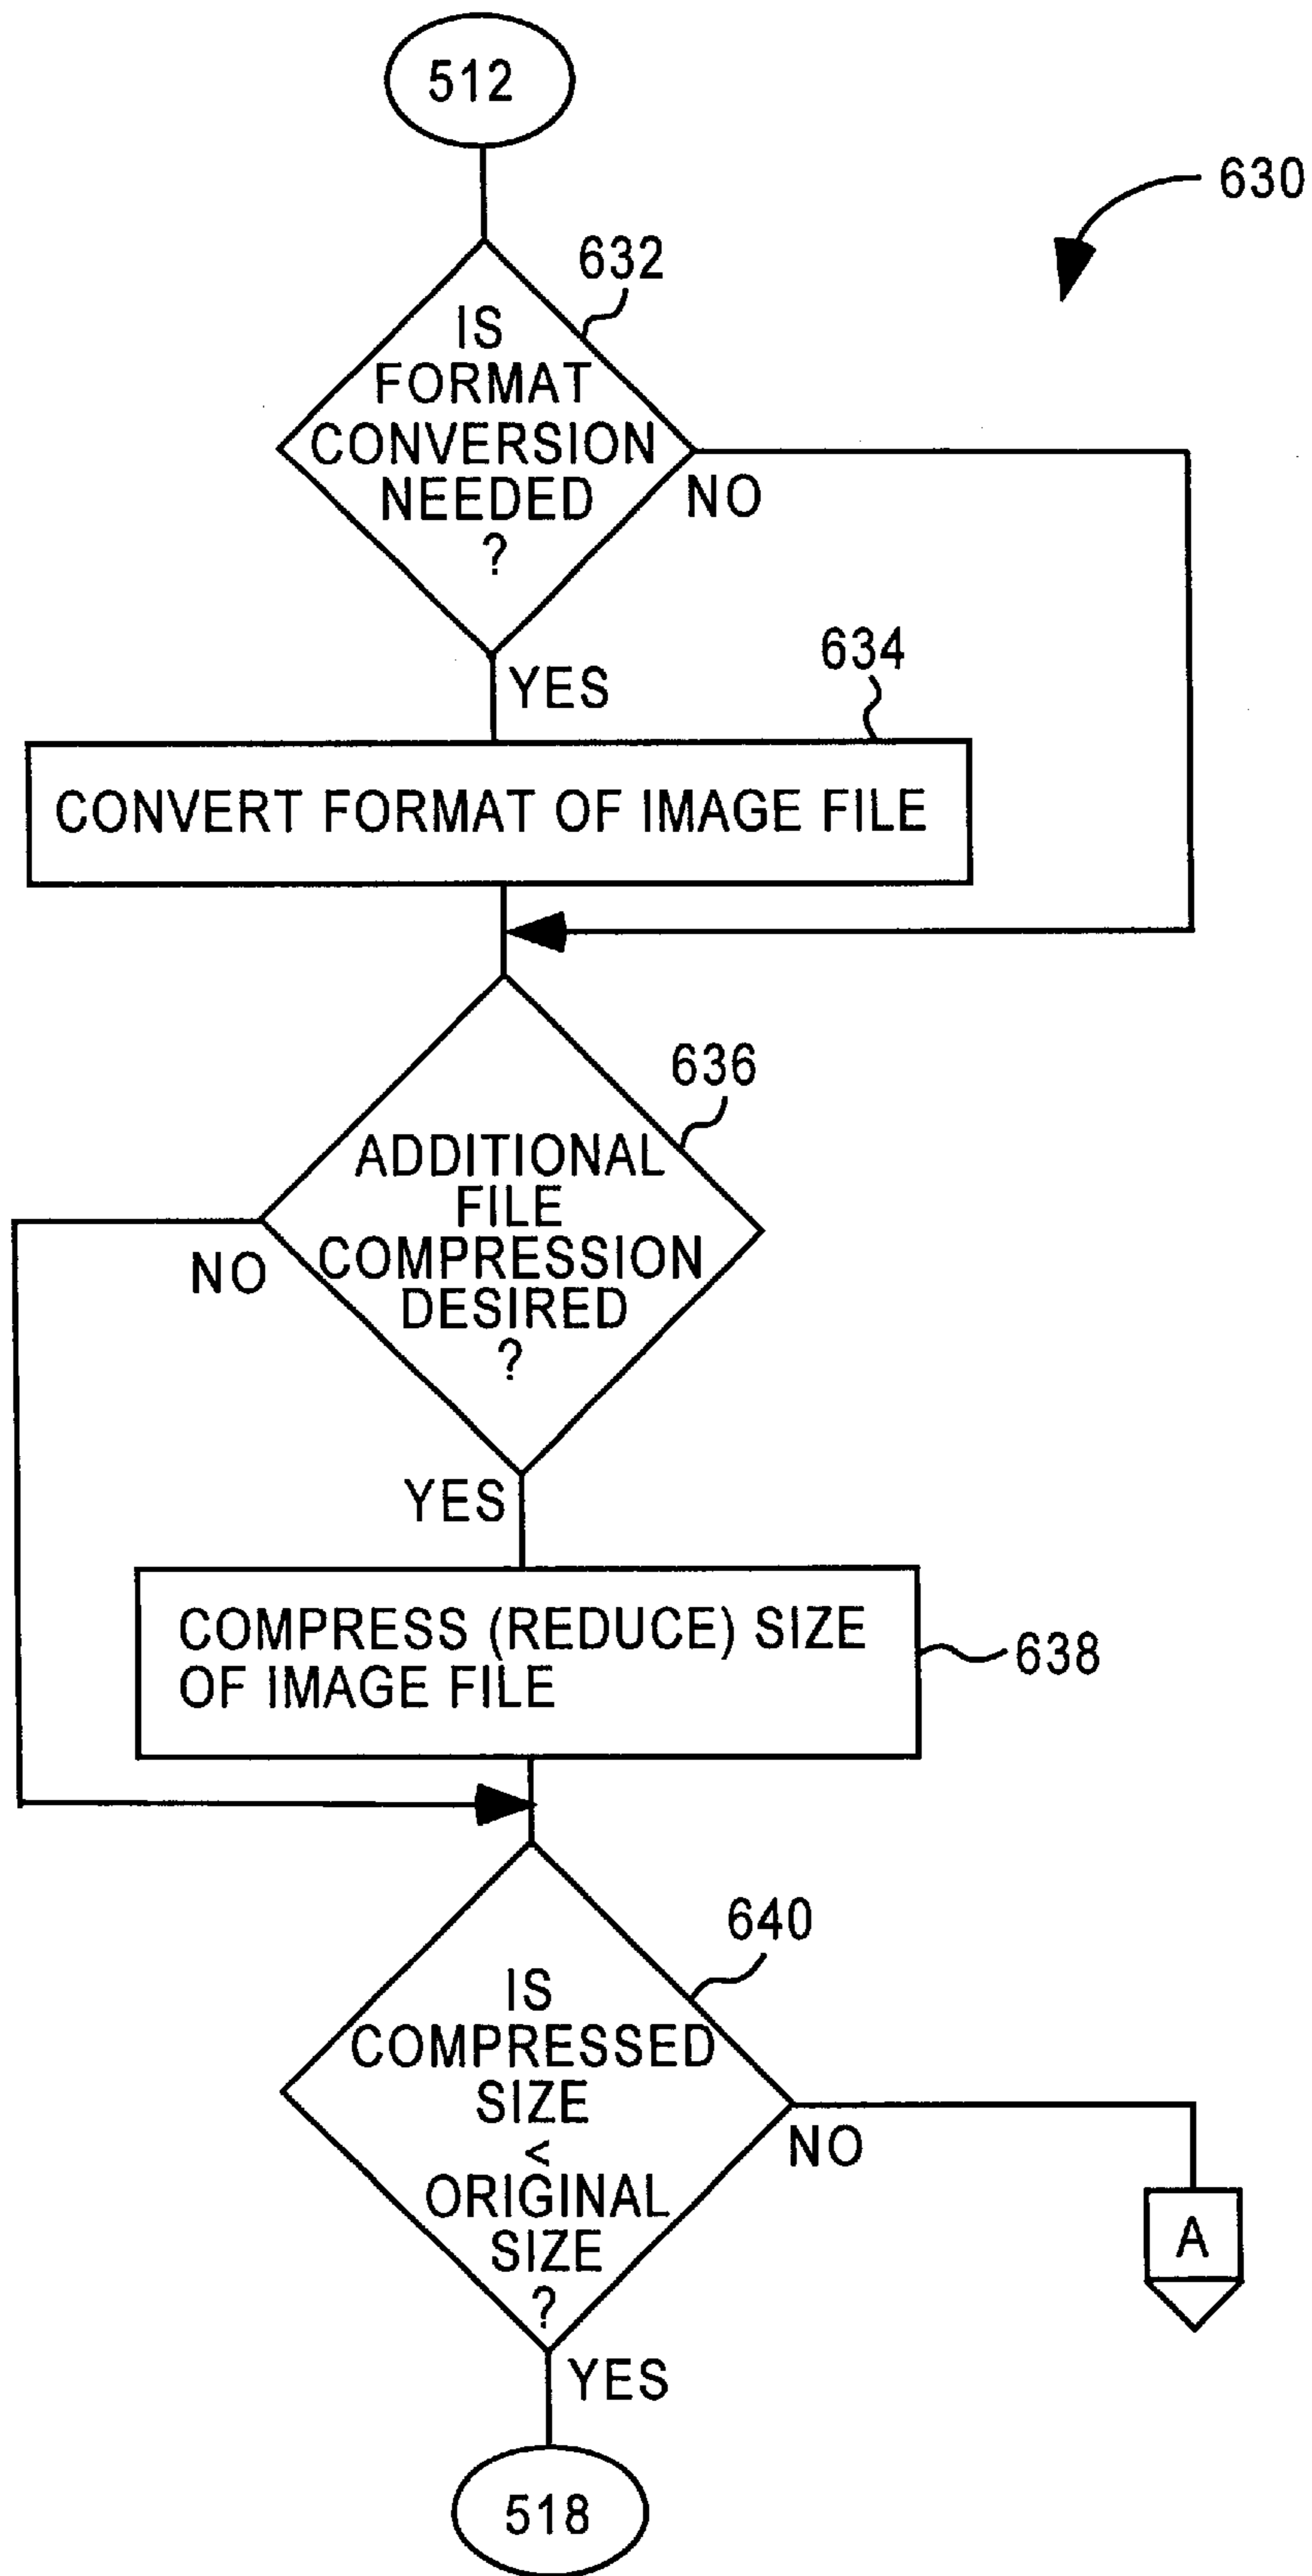 512
630
632
IS
FORMAT
CONVERSION
NEEDED
?
NO
YES
634
CONVERT FORMAT OF IMAGE FILE
636
ADDITIONAL
FILE
COMPRESSION
DESIRED
?
NO
YES
COMPRESS (REDUCE) SIZE
OF IMAGE FILE
638
640
IS
COMPRESSED
SIZE
<
ORIGINAL
SIZE
?
NO
A
YES
518